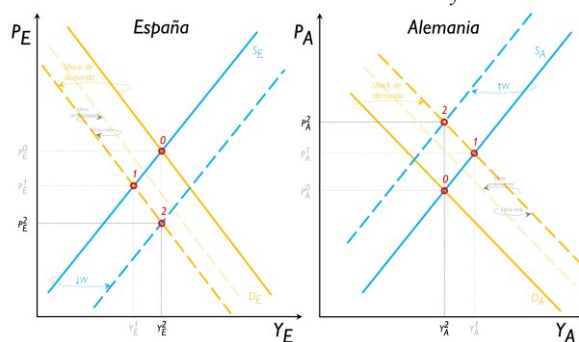 España
P_E
S_E
Shock de
demanda
0
P_E^0
P_E^1
1
2
P_E^2
↓W
D_E
Y_E^1
Y_E^2
Y_E
Alemania
P_A
S_A
Shock de
demanda
↑W
2
P_A^2
P_A^1
1
P_A^0
0
D_A
Y_A^2
Y_A^1
Y_A